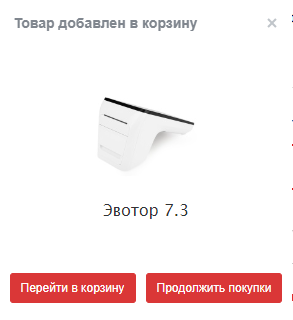 Товар добавлен в корзину
Эвотор 7.3
Перейти в корзину
Продолжить покупки